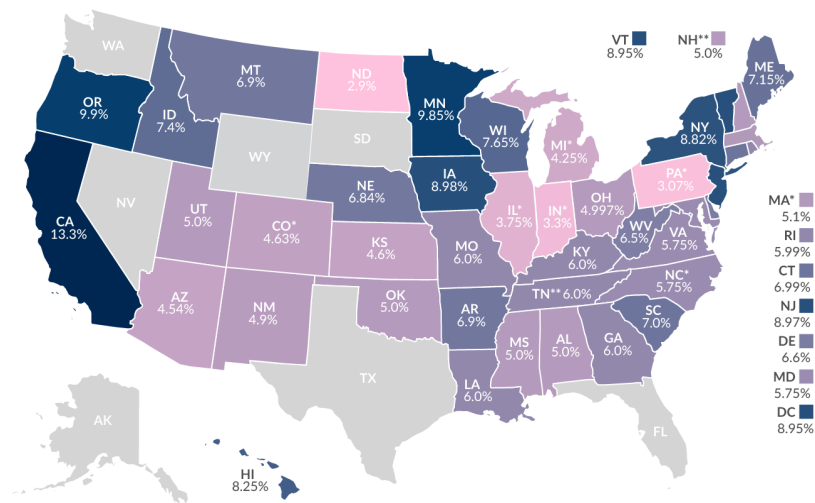 WA
VT
8.95%
NH**
5.0%
ME
7.15%
MT
6.9%
ND
2.9%
MN
9.85%
OR
9.9%
ID
7.4%
SD
WI
7.65%
MI*
4.25%
NY
8.82%
WY
IA
8.98%
PA*
3.07%
NE
6.84%
NV
UT
5.0%
CO*
4.63%
IL*
3.75%
IN*
3.3%
OH
4.997%
MA*
5.1%
CA
13.3%
KS
4.6%
MO
6.0%
KY
6.0%
WV
6.5%
VA
5.75%
RI
5.99%
CT
6.99%
AZ
4.54%
NM
4.9%
OK
5.0%
AR
6.9%
TN** 6.0%
NC*
5.75%
NJ
8.97%
SC
7.0%
MS
5.0%
AL
5.0%
GA
6.0%
DE
6.6%
TX
LA
6.0%
MD
5.75%
AK
FL
DC
8.95%
HI
8.25%